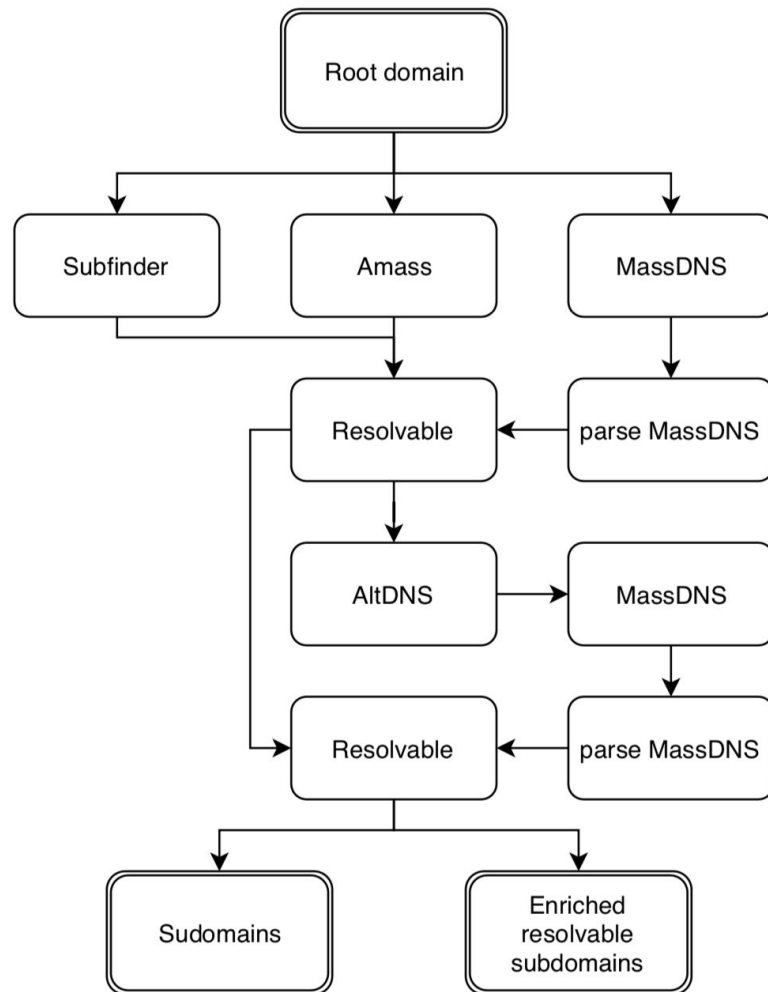 Root domain
Subfinder
Amass
MassDNS
Resolvable
parse MassDNS
AltDNS
MassDNS
Resolvable
parse MassDNS
Sudomains
Enriched
resolvable
subdomains